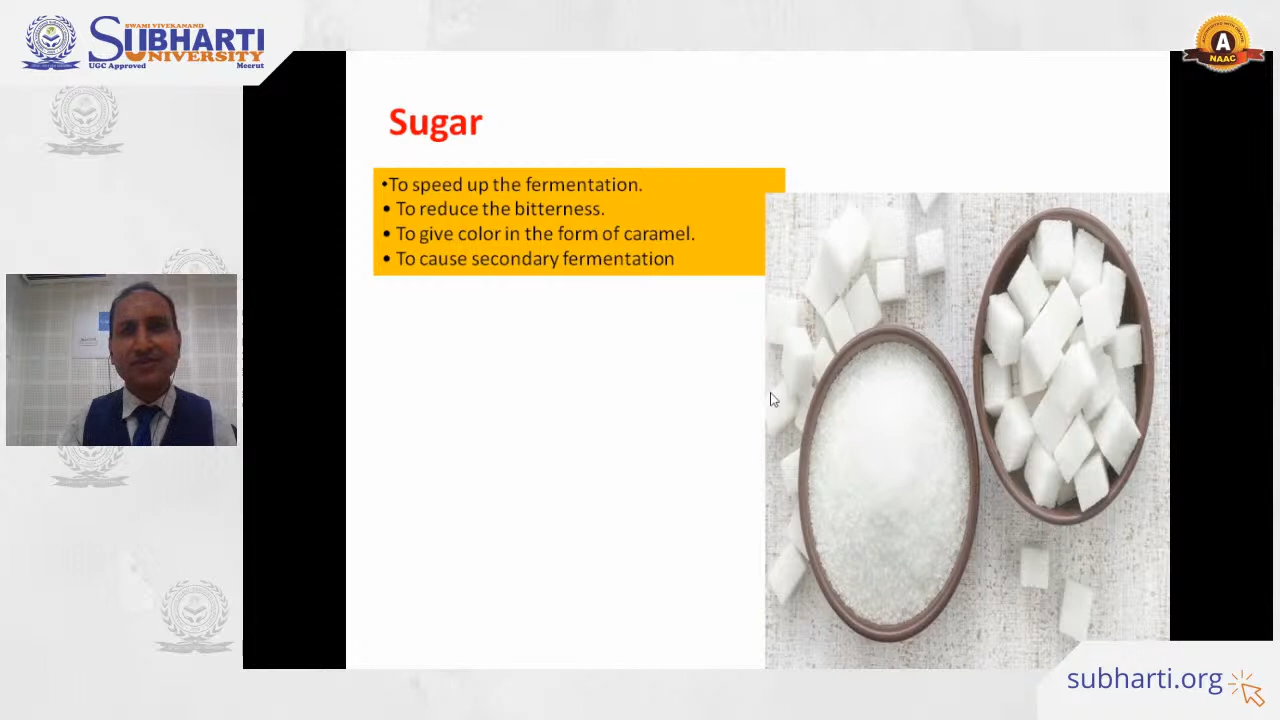 SWAMI VIVEKANAND
SUBHARTI
UNIVERSITY
UGC Approved Meerut
A
NAAC
Sugar
•To speed up the fermentation.
• To reduce the bitterness.
• To give color in the form of caramel.
• To cause secondary fermentation
subharti.org